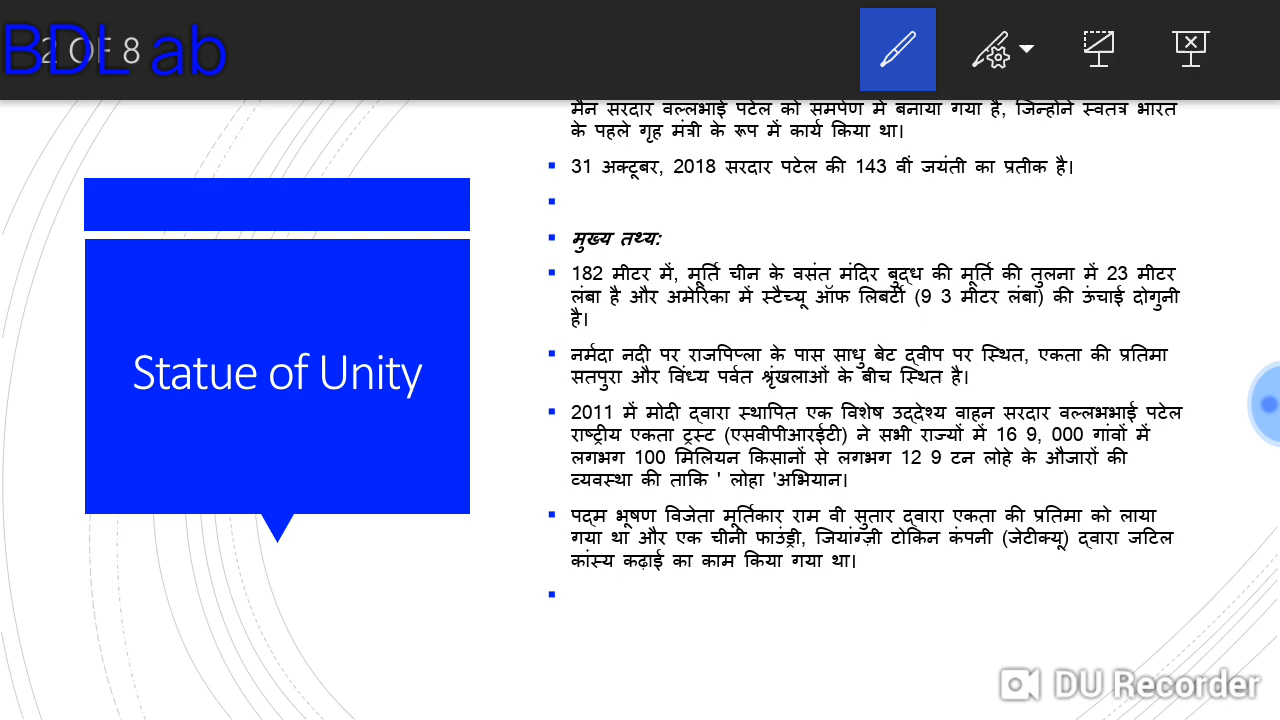 2 OF 8
BDLab
मैन सरदार वल्लभाई पटेल को समर्पण में बनाया गया है, जिन्होंने स्वतंत्र भारत
के पहले गृह मंत्री के रूप में कार्य किया था।
31 अक्टूबर, 2018 सरदार पटेल की 143 वीं जयंती का प्रतीक है।
मुख्य तथ्य:
182 मीटर में, मूर्ति चीन के वसंत मंदिर बुद्ध की मूर्ति की तुलना में 23 मीटर
लंबा है और अमेरिका में स्टैच्यू ऑफ लिबर्टी (9 3 मीटर लंबा) की ऊंचाई दोगुनी
है।
Statue of Unity
नर्मदा नदी पर राजपिप्ला के पास साधु बेट द्वीप पर स्थित, एकता की प्रतिमा
सतपुरा और विंध्य पर्वत श्रृंखलाओं के बीच स्थित है।
2011 में मोदी द्वारा स्थापित एक विशेष उद्देश्य वाहन सरदार वल्लभभाई पटेल
राष्ट्रीय एकता ट्रस्ट (एसवीपीआरईटी) ने सभी राज्यों में 16 9, 000 गांवों में
लगभग 100 मिलियन किसानों से लगभग 12 9 टन लोहे के औजारों की
व्यवस्था की ताकि ' लोहा 'अभियान।
पद्म भूषण विजेता मूर्तिकार राम वी सुतार द्वारा एकता की प्रतिमा को लाया
गया था और एक चीनी फाउंड्री, जियांग्ज़ी टोकिन कंपनी (जेटीक्यू) द्वारा जटिल
कांस्य कढ़ाई का काम किया गया था।
DU Recorder